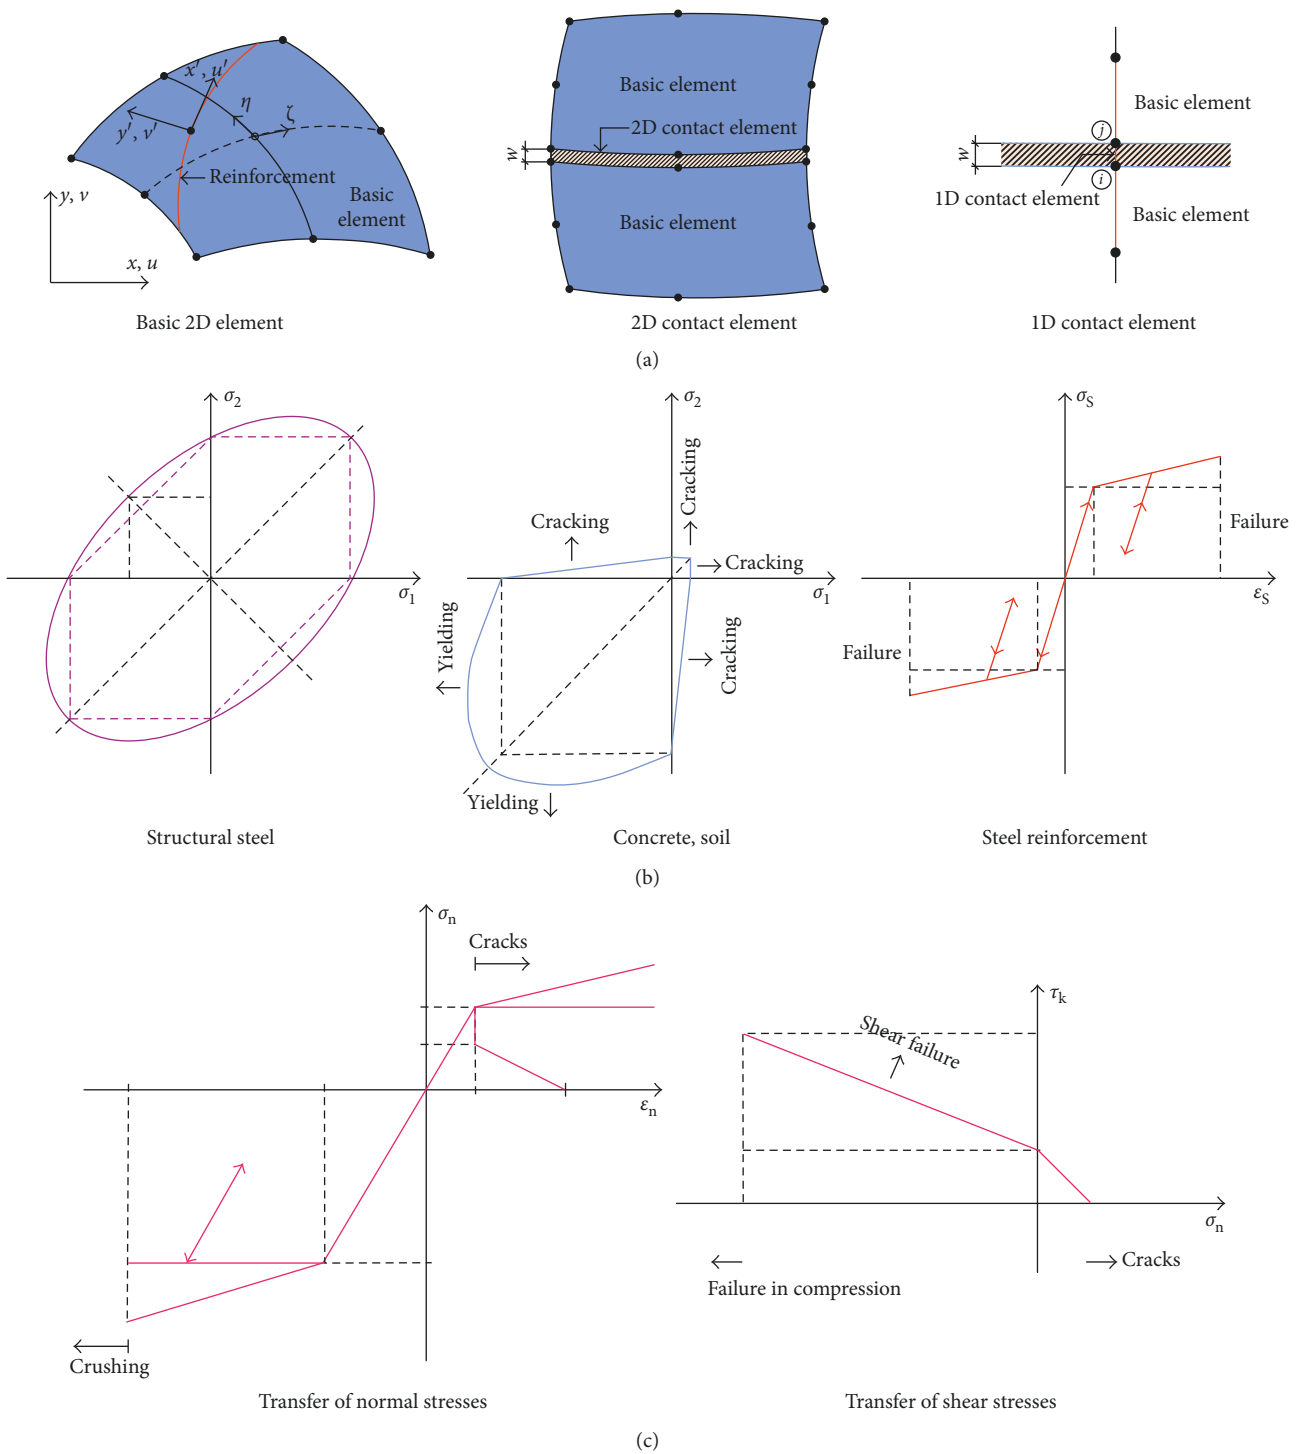 x′, u′
η
ζ
y′, v′
Reinforcement
Basic
element
y, v
x, u
Basic 2D element
Basic element
2D contact element
w
Basic element
2D contact element
Basic element
j
w
i
1D contact element
Basic element
1D contact element
(a)
σ2
σ1
Structural steel
σ2
Cracking
Cracking
Cracking
σ1
Yielding
Cracking
Yielding
Concrete, soil
σS
Failure
εS
Failure
Steel reinforcement
(b)
σn
Cracks
εn
Crushing
Transfer of normal stresses
τk
Shear failure
σn
Cracks
Failure in compression
Transfer of shear stresses
(c)